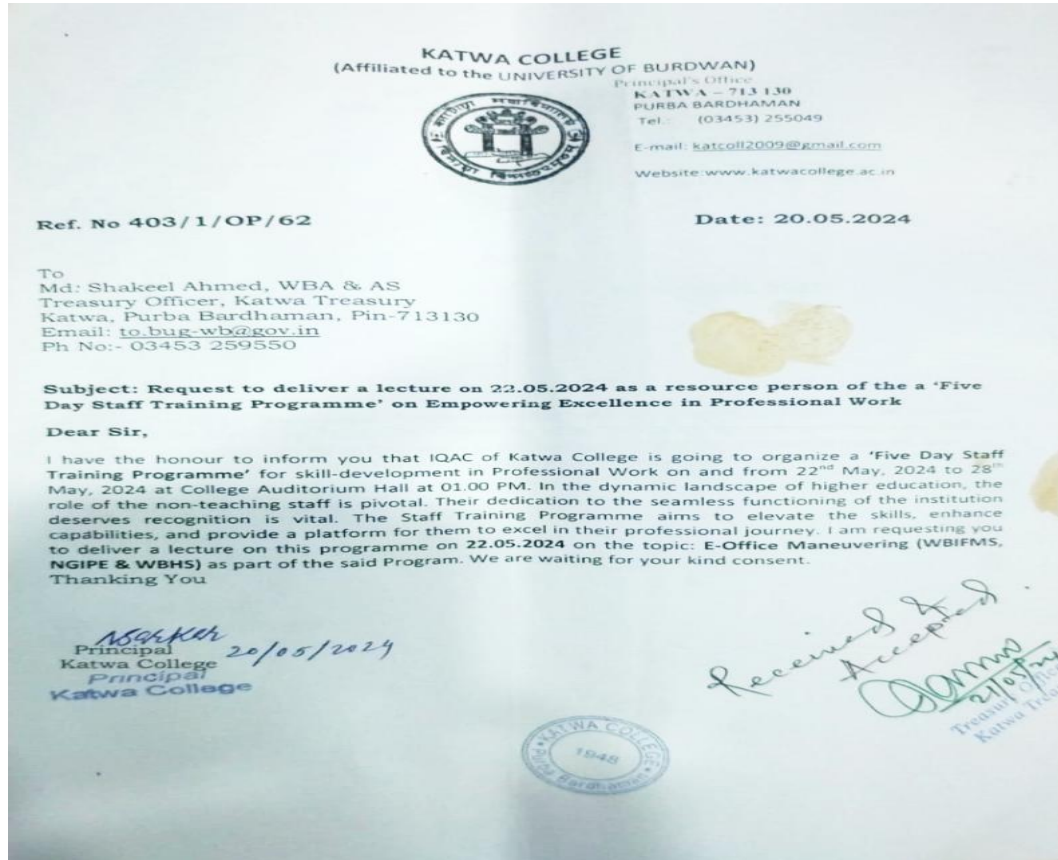 KATWA COLLEGE
(Affiliated to the UNIVERSITY OF BURDWAN)
Principal's Office
KATWA – 713 130
PURBA BARDHAMAN
Tel.: (03453) 255049
E-mail: katcoll2009@gmail.com
Website:www.katwacollege.ac.in
Ref. No 403/1/OP/62
Date: 20.05.2024
To
Md: Shakeel Ahmed, WBA & AS
Treasury Officer, Katwa Treasury
Katwa, Purba Bardhaman, Pin-713130
Email: to.bug-wb@gov.in
Ph No:- 03453 259550
Subject: Request to deliver a lecture on 22.05.2024 as a resource person of the a 'Five
Day Staff Training Programme' on Empowering Excellence in Professional Work
Dear Sir,
I have the honour to inform you that IQAC of Katwa College is going to organize a 'Five Day Staff
Training Programme' for skill-development in Professional Work on and from 22nd May, 2024 to 28th
May, 2024 at College Auditorium Hall at 01.00 PM. In the dynamic landscape of higher education, the
role of the non-teaching staff is pivotal. Their dedication to the seamless functioning of the institution
deserves recognition is vital. The Staff Training Programme aims to elevate the skills, enhance
capabilities, and provide a platform for them to excel in their professional journey. I am requesting you
to deliver a lecture on this programme on 22.05.2024 on the topic: E-Office Maneuvering (WBIFMS,
NGIPE & WBHS) as part of the said Program. We are waiting for your kind consent.
Thanking You
NSarker
Principal 20/05/2024
Katwa College
Principal
Katwa College
Received &
Accepted
21/05/24
Treasury Office
Katwa Trea
KATWA COLLEGE
1948
Purba Bardhaman